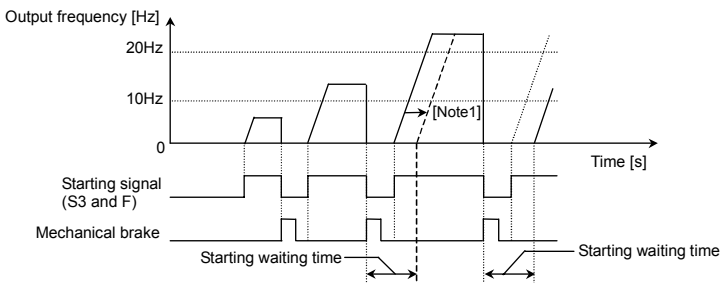 Output frequency [Hz]
20Hz
10Hz
[Note1]
0
Time [s]
Starting signal
(S3 and F)
Mechanical brake
Starting waiting time
Starting waiting time